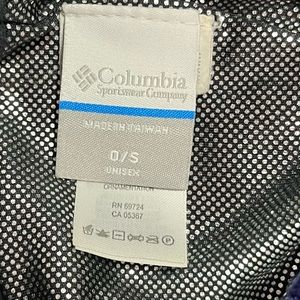 Columbia
Sportswear Company
MADE IN TAIWAN
O/S
UNISEX
ORNAMENTATION
RN 69724
CA 05367